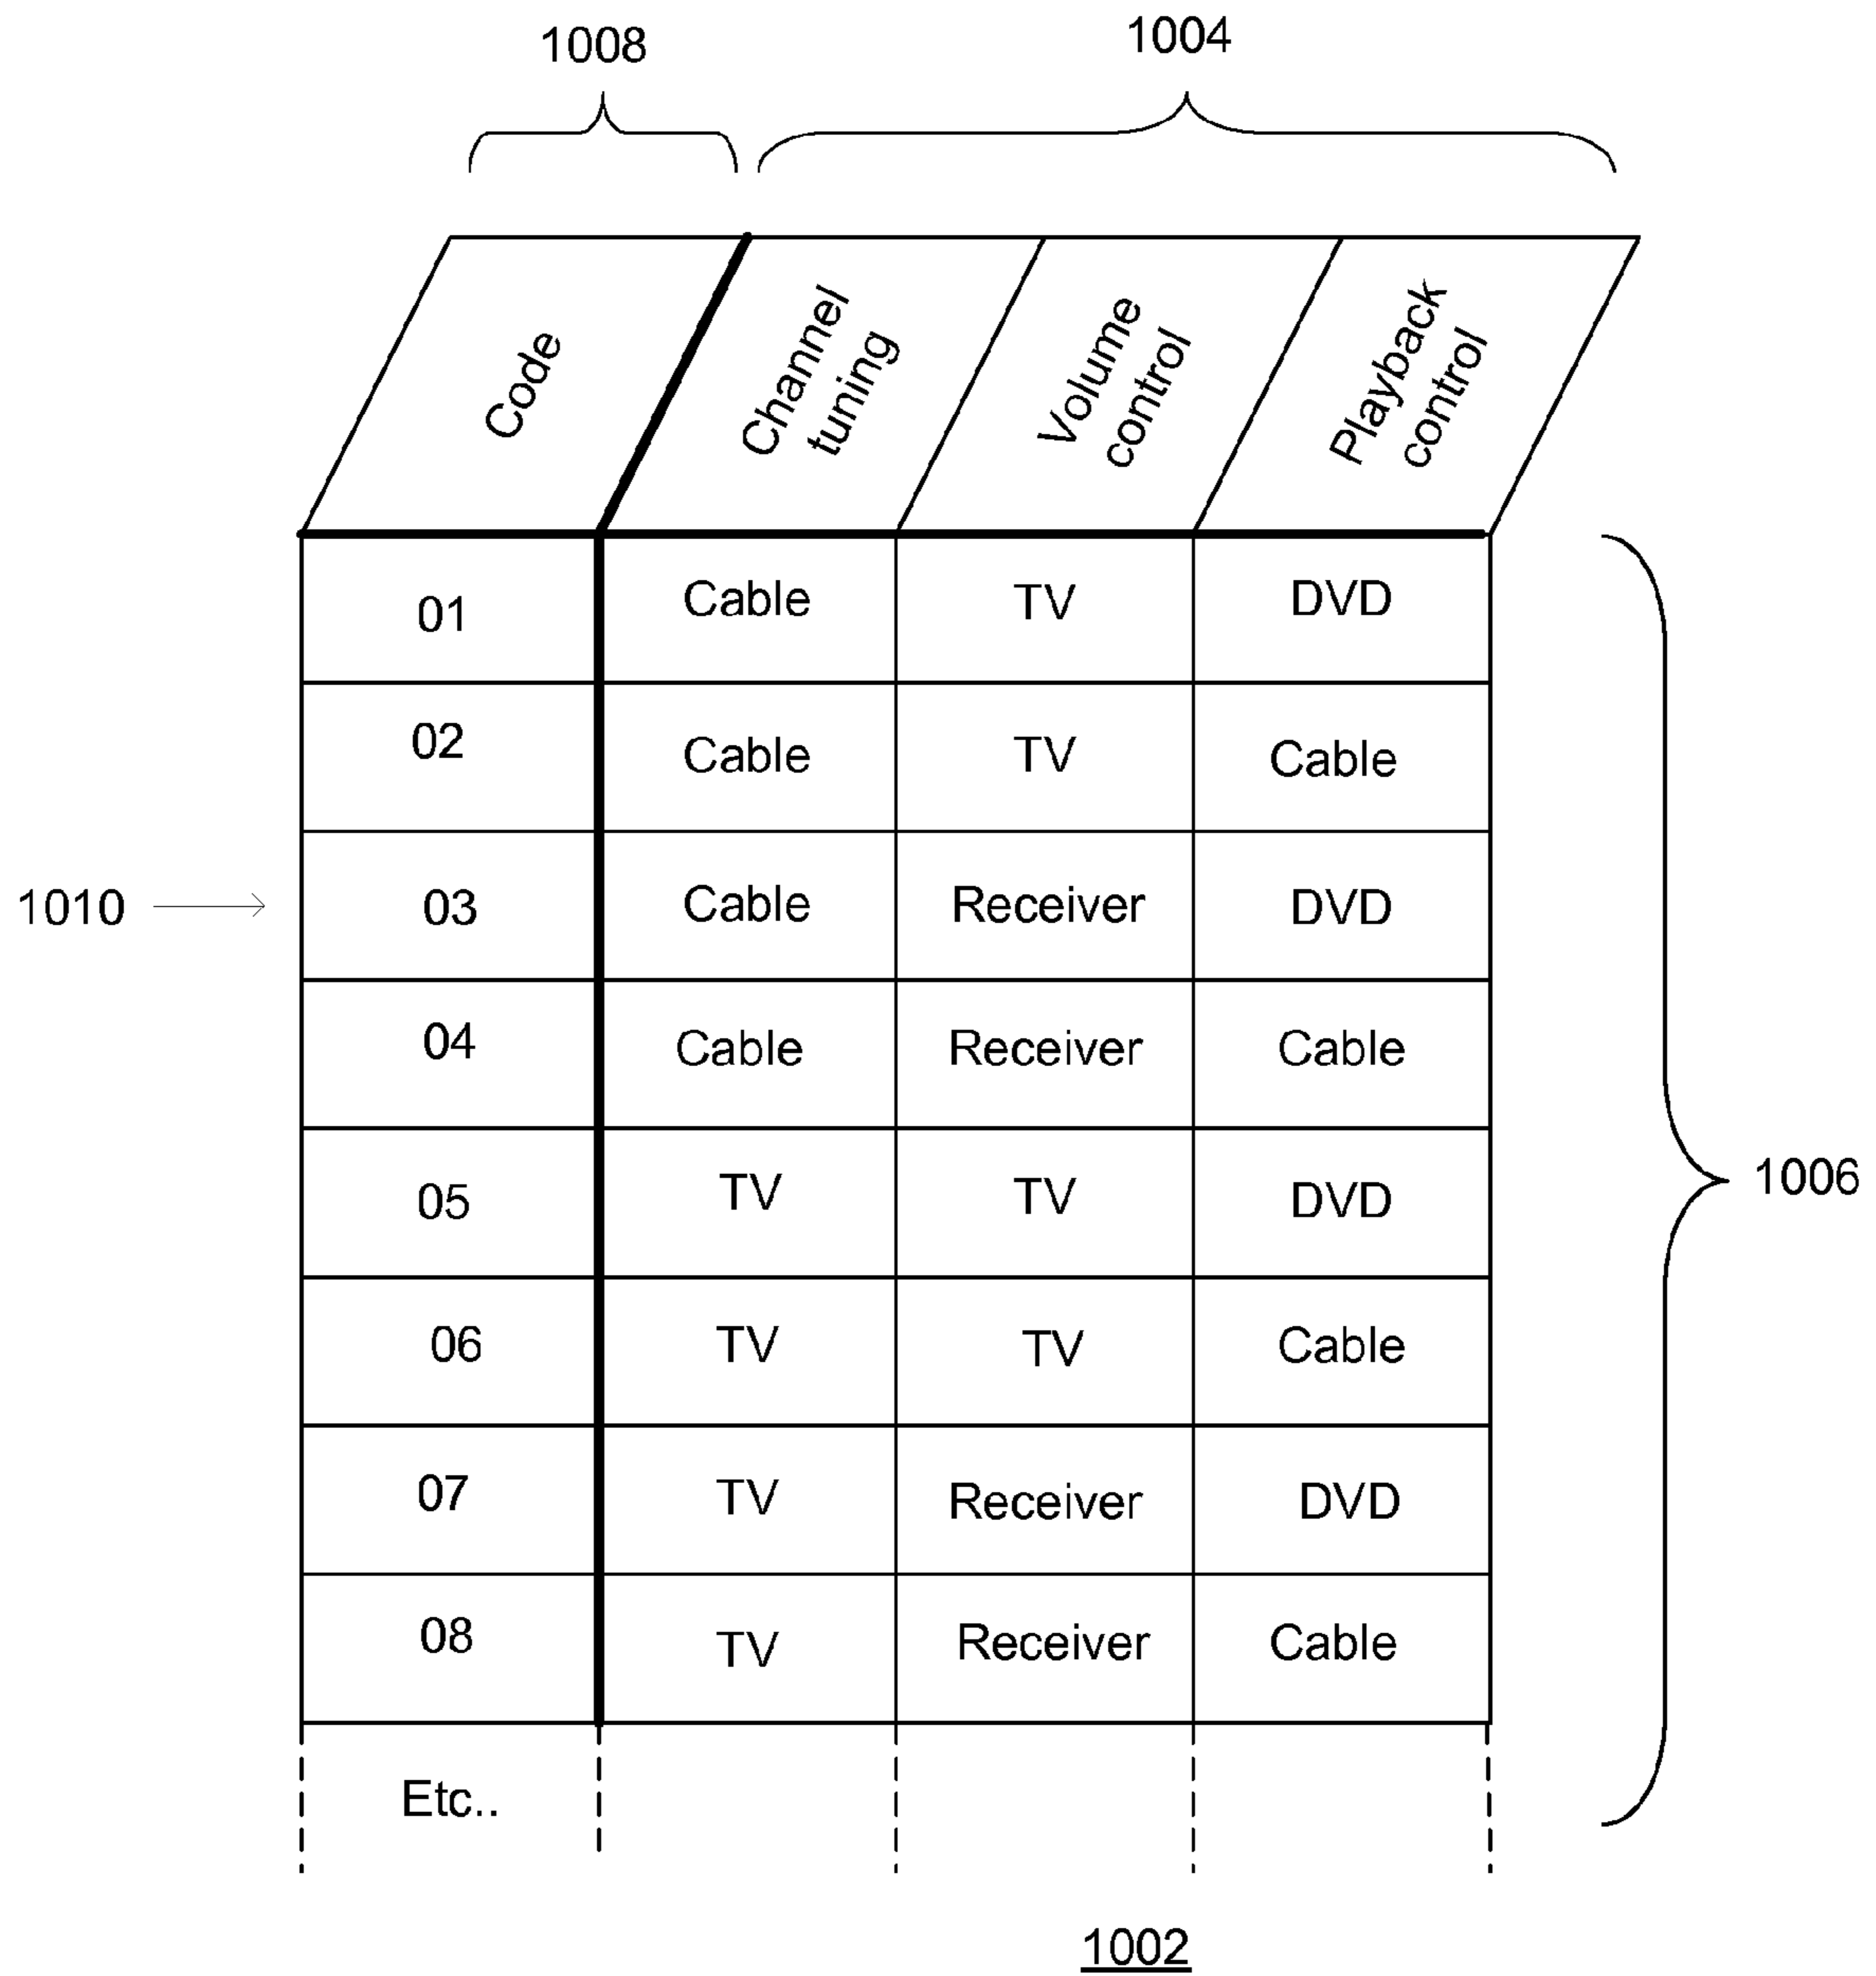 1008 1004
Code Channel tuning Volume control Playback control
01 Cable TV DVD
02 Cable TV Cable
1010 03 Cable Receiver DVD
04 Cable Receiver Cable
05 TV TV DVD
1006
06 TV TV Cable
07 TV Receiver DVD
08 TV Receiver Cable
Etc..
1002